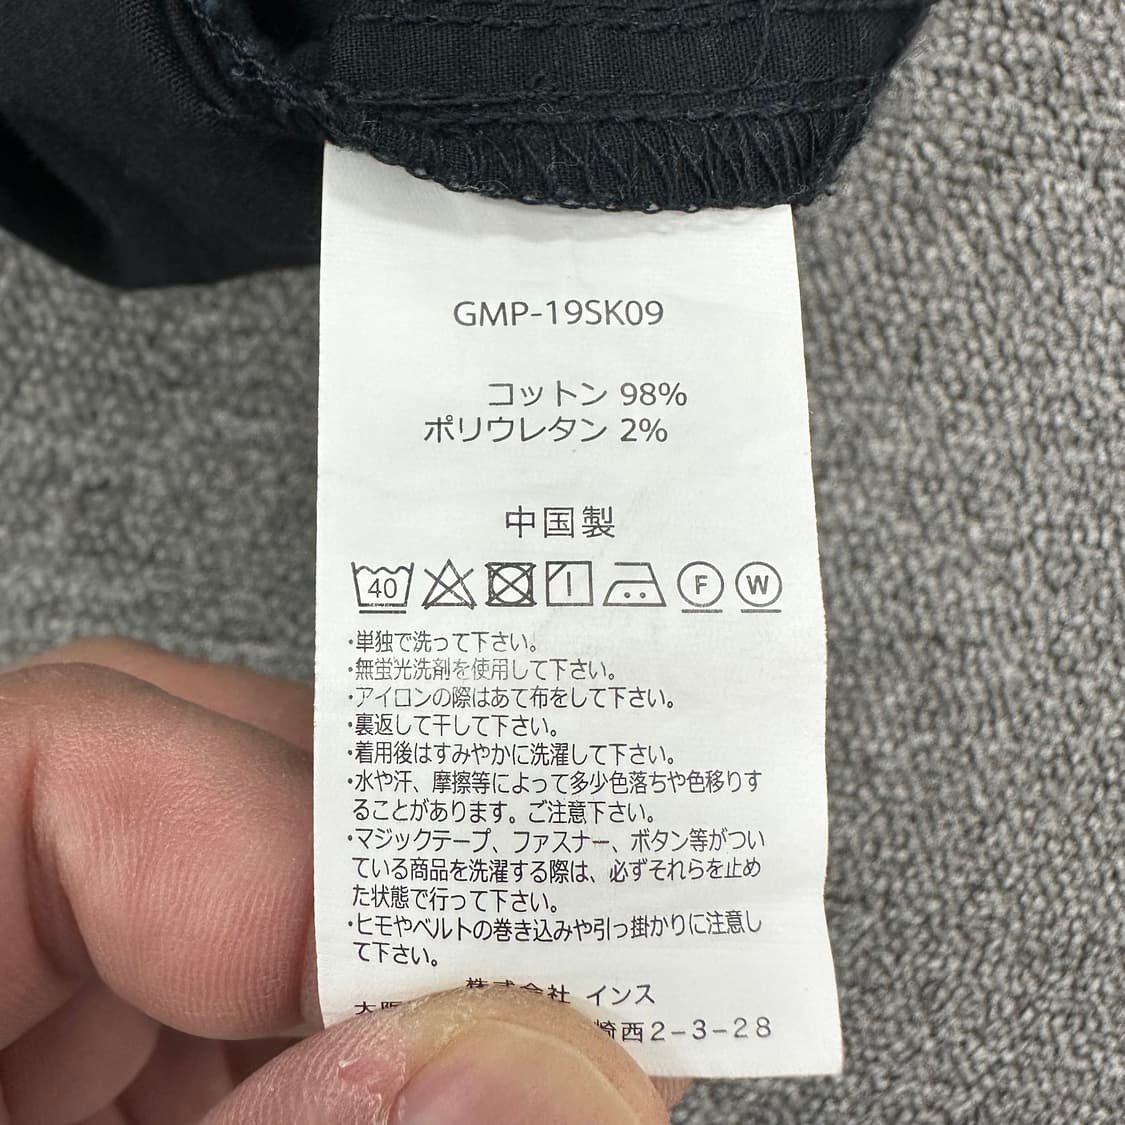 GMP-19SK09
コットン 98%
ポリウレタン 2%
中国製
40 F W
・単独で洗って下さい。
・無蛍光洗剤を使用して下さい。
・アイロンの際はあて布をして下さい。
・裏返して干して下さい。
・着用後はすみやかに洗濯して下さい。
・水や汗、摩擦等によって多少色落ちや色移りす
ることがあります。ご注意下さい。
・マジックテープ、ファスナー、ボタン等がつい
ている商品を洗濯する際は、必ずそれらを止め
た状態で行って下さい。
・ヒモやベルトの巻き込みや引っ掛かりに注意し
て下さい。
株式会社 インス
崎西2-3-28